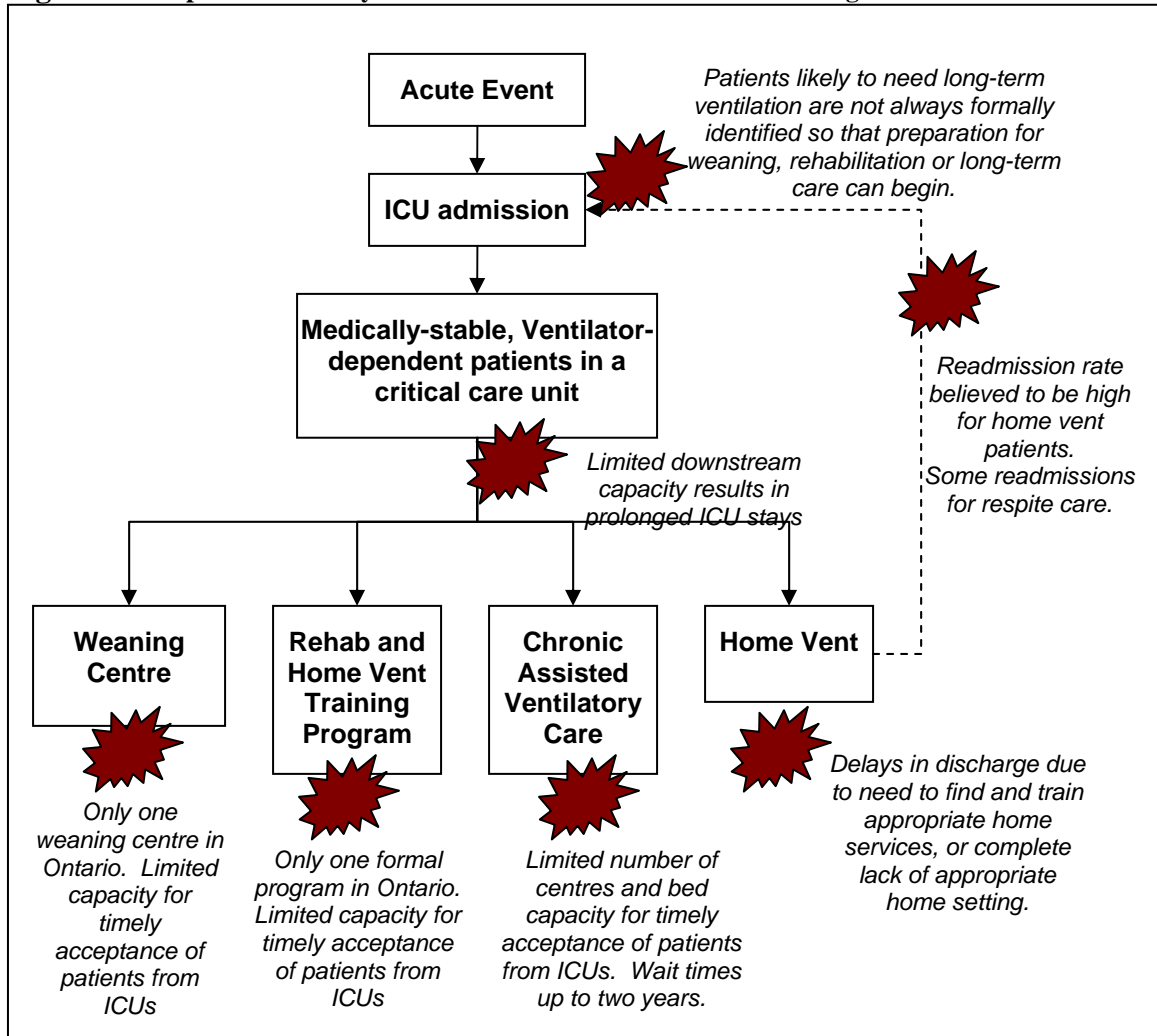 Acute Event
Patients likely to need long-term
ventilation are not always formally
identified so that preparation for
weaning, rehabilitation or long-term
care can begin.
ICU admission
Medically-stable, Ventilator-
dependent patients in a
critical care unit
Readmission rate
believed to be high
for home vent
patients.
Some readmissions
for respite care.
Limited downstream
capacity results in
prolonged ICU stays
Weaning
Centre
Rehab and
Home Vent
Training
Program
Chronic
Assisted
Ventilatory
Care
Home Vent
Only one
weaning centre in
Ontario. Limited
capacity for
timely
acceptance of
patients from
ICUs
Only one formal
program in Ontario.
Limited capacity for
timely acceptance
of patients from
ICUs
Limited number of
centres and bed
capacity for timely
acceptance of patients
from ICUs. Wait times
up to two years.
Delays in discharge due
to need to find and train
appropriate home
services, or complete
lack of appropriate
home setting.